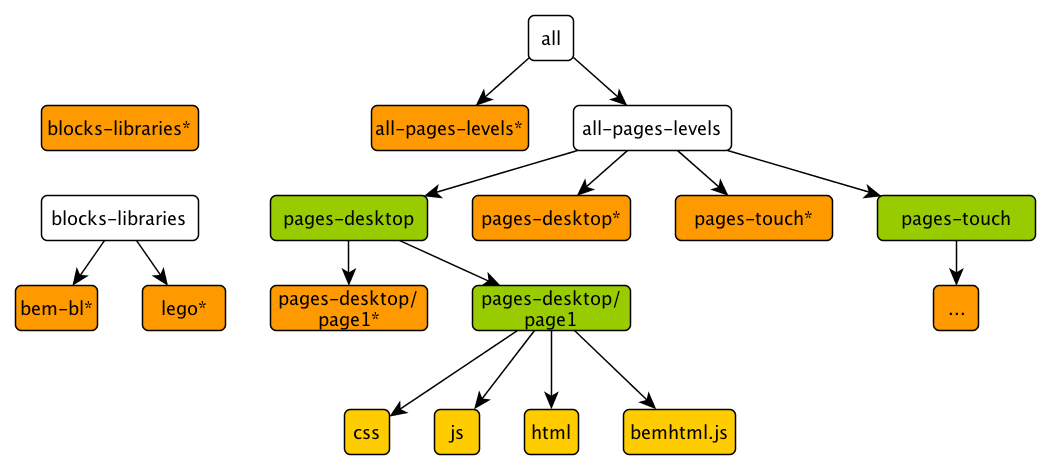 all
blocks-libraries*
all-pages-levels*
all-pages-levels
blocks-libraries
pages-desktop
pages-desktop*
pages-touch*
pages-touch
bem-bl*
lego*
pages-desktop/
page1*
pages-desktop/
page1
...
css
js
html
bemhtml.js